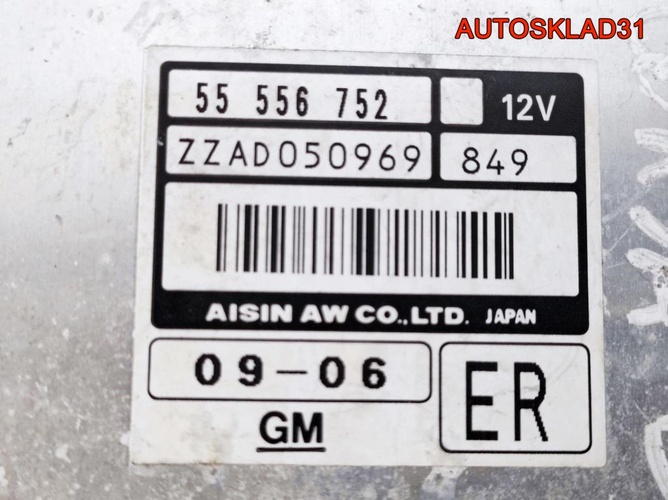 AUTOSKLAD31
55 556 752 12V
ZZAD050969 849
AISIN AW CO.,LTD. JAPAN
09-06
GM
ER